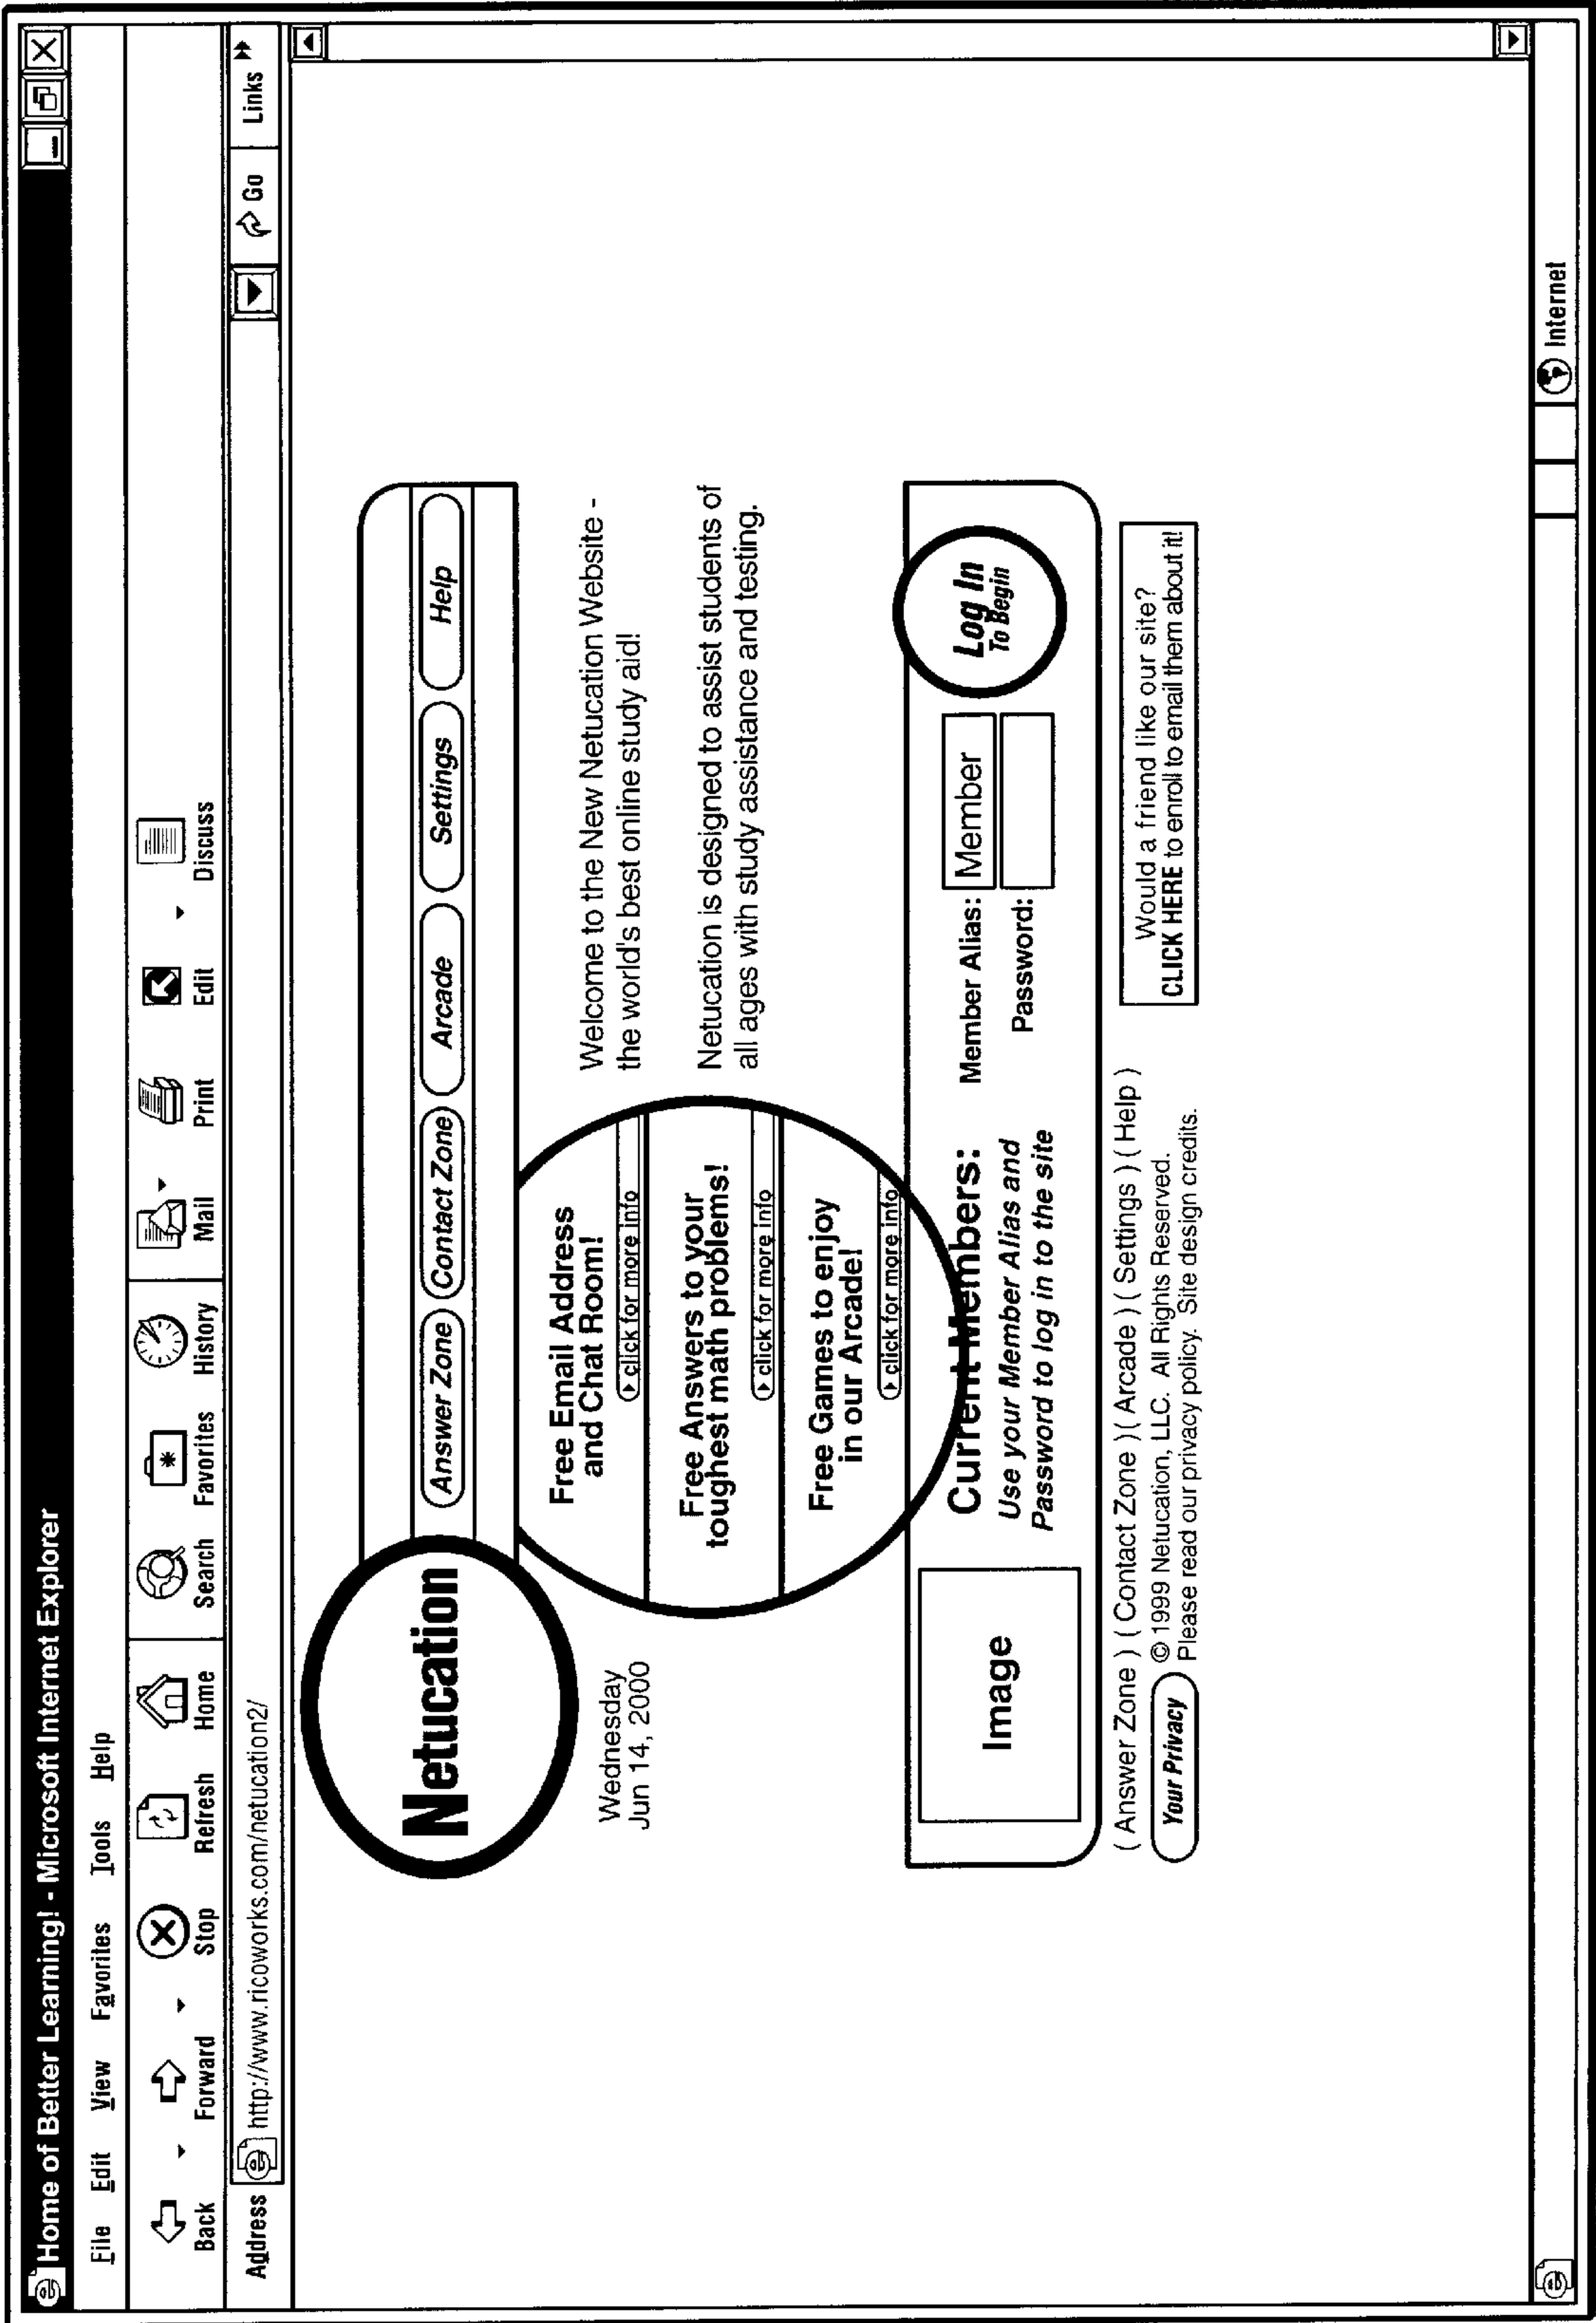 Home of Better Learning! - Microsoft Internet Explorer
File Edit View Favorites Tools Help
Back Forward Stop Refresh Home Search Favorites History Mail Print Edit Discuss
Address http://www.ricoworks.com/netucation2/ Go Links
Netucation
Answer Zone Contact Zone Arcade Settings Help
Wednesday
Jun 14, 2000
Free Email Address
and Chat Room!
click for more info
Free Answers to your
toughest math problems!
click for more info
Free Games to enjoy
in our Arcade!
click for more info
Welcome to the New Netucation Website -
the world's best online study aid!
Netucation is designed to assist students of
all ages with study assistance and testing.
Image
Current Members:
Use your Member Alias and
Password to log in to the site
Member Alias: Member
Password:
Log In
To Begin
( Answer Zone ) ( Contact Zone ) ( Arcade ) ( Settings ) ( Help )
Your Privacy
© 1999 Netucation, LLC. All Rights Reserved.
Please read our privacy policy. Site design credits.
Would a friend like our site?
CLICK HERE to enroll to email them about it!
Internet